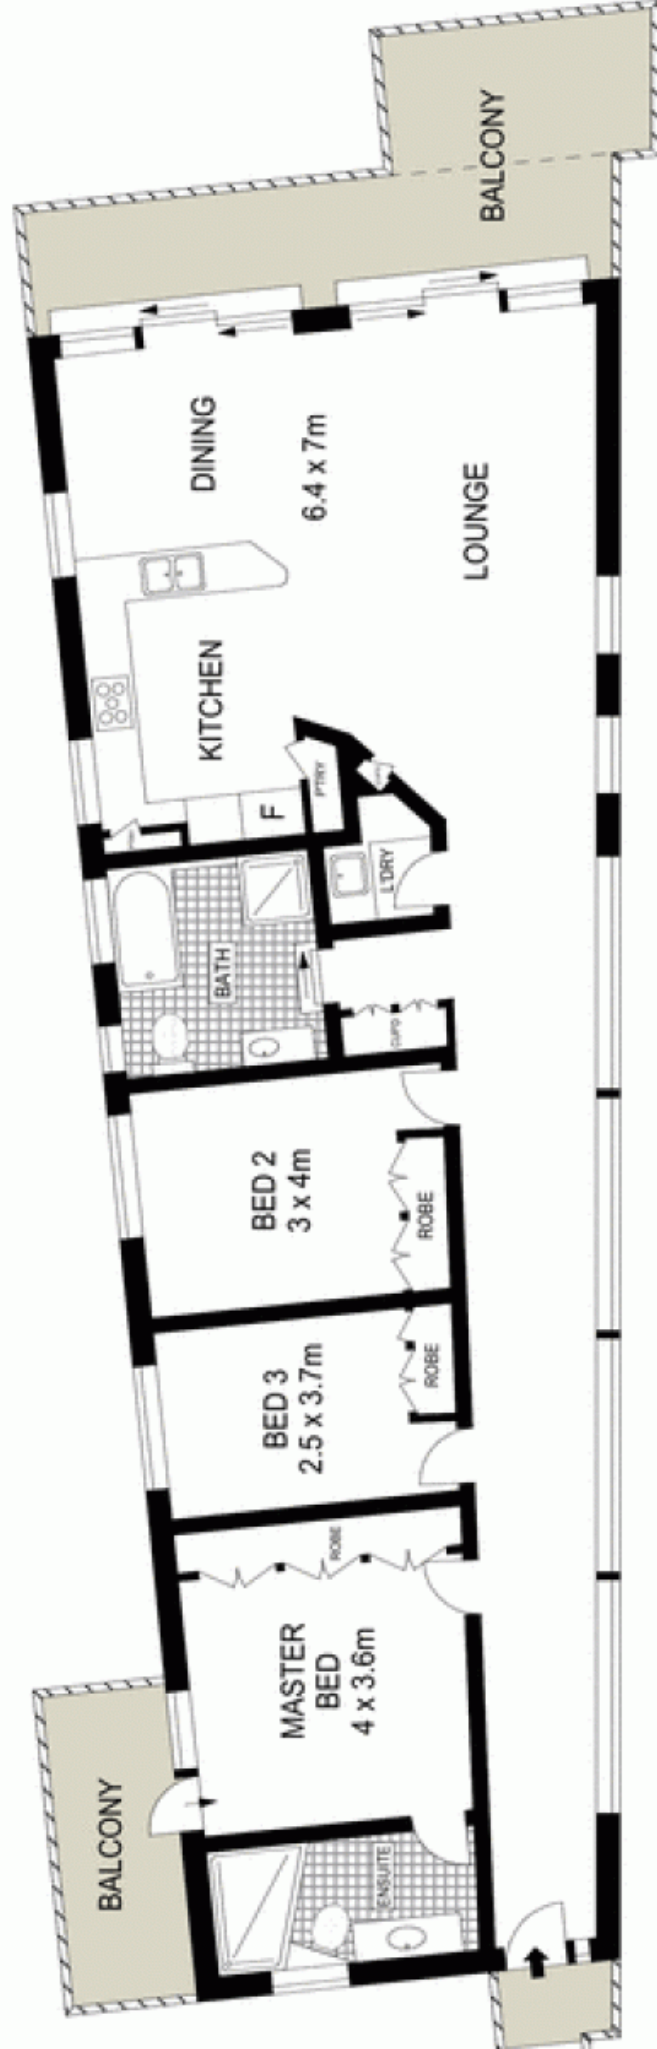 BALCONY
DINING
6.4 x 7m
LOUNGE
KITCHEN
PTRY
F
L'DRY
BATH
CUPD
BED 2
3 x 4m
ROBE
BED 3
2.5 x 3.7m
ROBE
ROBE
MASTER
BED
4 x 3.6m
BALCONY
ENSUITE